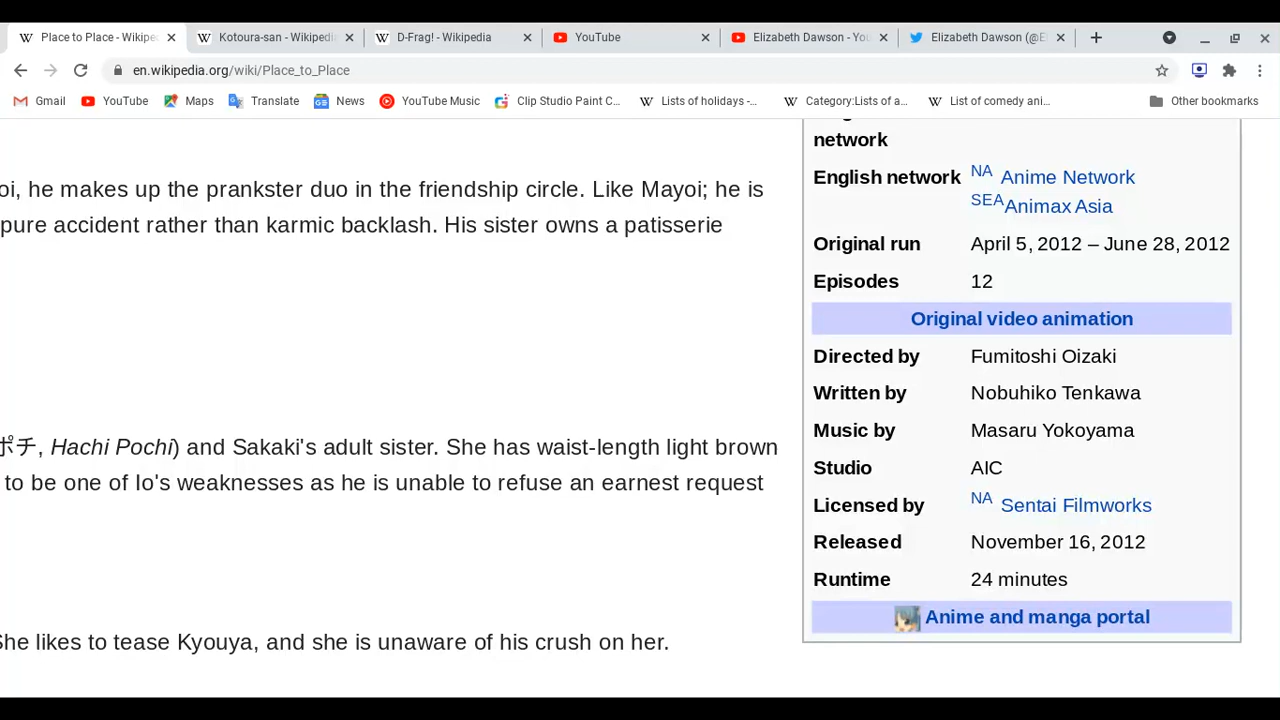 Place to Place - Wikipe
Kotoura-san - Wikipedi
D-Frag! - Wikipedia
YouTube
Elizabeth Dawson - You
Elizabeth Dawson (@E
en.wikipedia.org/wiki/Place_to_Place
Gmail
YouTube
Maps
Translate
News
YouTube Music
Clip Studio Paint C...
Lists of holidays -...
Category:Lists of a...
List of comedy ani...
Other bookmarks
network
oi, he makes up the prankster duo in the friendship circle. Like Mayoi; he is
pure accident rather than karmic backlash. His sister owns a patisserie
English network NA Anime Network
SEA Animax Asia
Original run April 5, 2012 – June 28, 2012
Episodes 12
Original video animation
Directed by Fumitoshi Oizaki
Written by Nobuhiko Tenkawa
Music by Masaru Yokoyama
Studio AIC
Licensed by NA Sentai Filmworks
Released November 16, 2012
Runtime 24 minutes
Anime and manga portal
ポチ, Hachi Pochi) and Sakaki's adult sister. She has waist-length light brown
to be one of Io's weaknesses as he is unable to refuse an earnest request
She likes to tease Kyouya, and she is unaware of his crush on her.